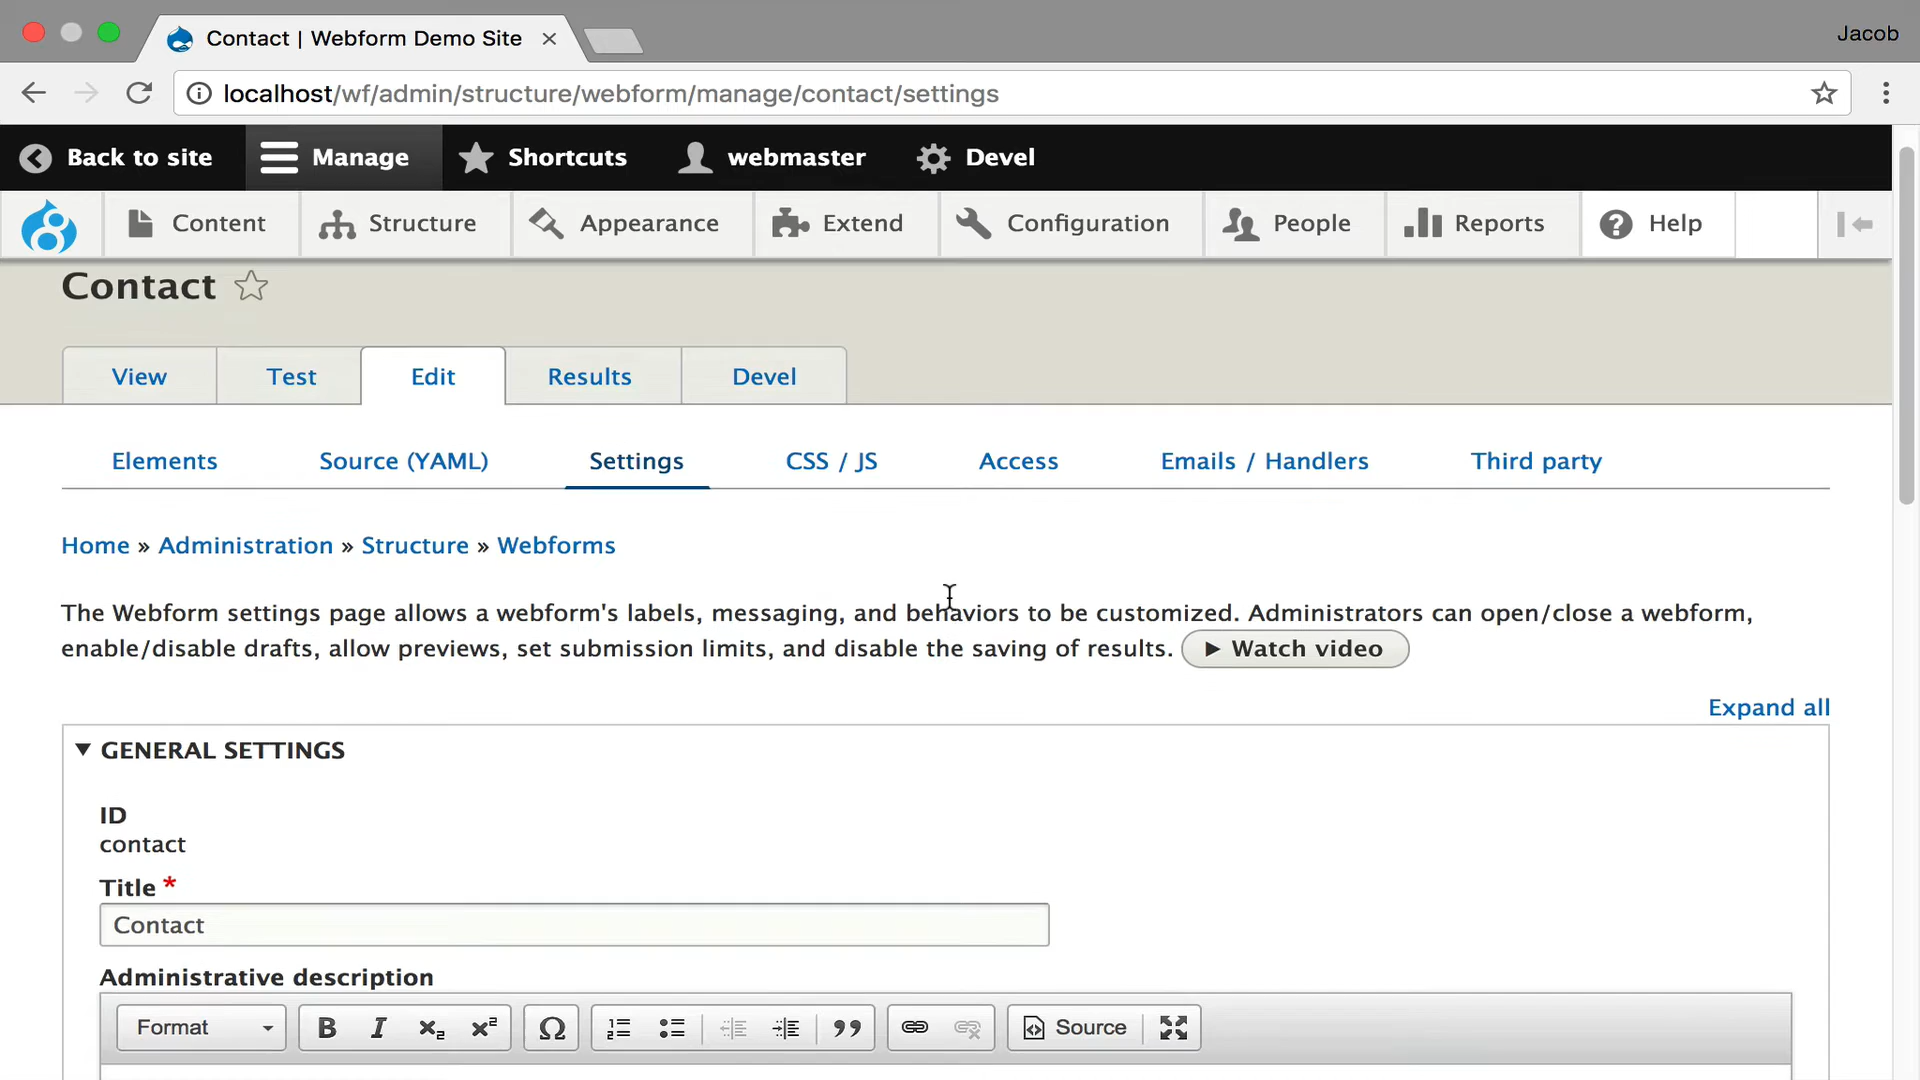 Contact | Webform Demo Site
Jacob
localhost/wf/admin/structure/webform/manage/contact/settings
Back to site Manage Shortcuts webmaster Devel
Content Structure Appearance Extend Configuration People Reports Help
Contact
View Test Edit Results Devel
Elements Source (YAML) Settings CSS / JS Access Emails / Handlers Third party
Home » Administration » Structure » Webforms
The Webform settings page allows a webform's labels, messaging, and behaviors to be customized. Administrators can open/close a webform,
enable/disable drafts, allow previews, set submission limits, and disable the saving of results. ► Watch video
Expand all
▼ GENERAL SETTINGS
ID
contact
Title *
Contact
Administrative description
Format B I x₂ x² Ω Source